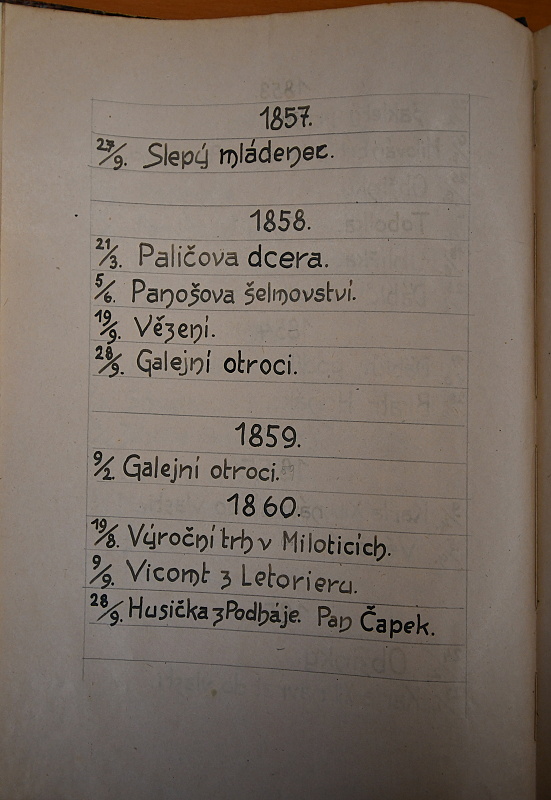 1857.
27/9. Slepý mládenec.
1858.
21/3. Paličova dcera.
5/6. Panošova šelmovství.
19/9. Vězení.
28/9. Galejní otroci.
1859.
9/2. Galejní otroci.
1860.
19/8. Výroční trh v Miloticích.
9/9. Vicomt z Letorieru.
28/9. Husička z Podháje. Pan Čapek.